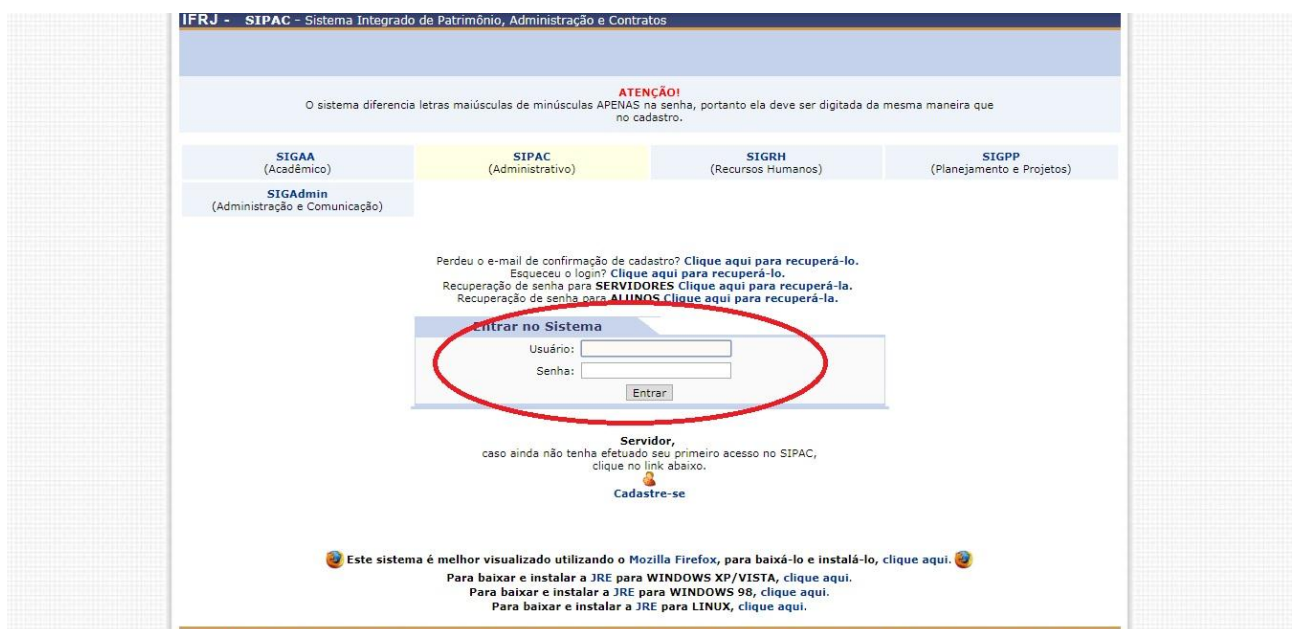 IFRJ - SIPAC - Sistema Integrado de Patrimônio, Administração e Contratos
ATENÇÃO!
O sistema diferencia letras maiúsculas de minúsculas APENAS na senha, portanto ela deve ser digitada da mesma maneira que
no cadastro.
SIGAA SIPAC SIGRH SIGPP
(Acadêmico) (Administrativo) (Recursos Humanos) (Planejamento e Projetos)
SIGAdmin
(Administração e Comunicação)
Perdeu o e-mail de confirmação de cadastro? Clique aqui para recuperá-lo.
Esqueceu o login? Clique aqui para recuperá-lo.
Recuperação de senha para SERVIDORES Clique aqui para recuperá-la.
Recuperação de senha para ALUNOS Clique aqui para recuperá-la.
Entrar no Sistema
Usuário:
Senha:
Entrar
Servidor,
caso ainda não tenha efetuado seu primeiro acesso no SIPAC,
clique no link abaixo.
Cadastre-se
Este sistema é melhor visualizado utilizando o Mozilla Firefox, para baixá-lo e instalá-lo, clique aqui.
Para baixar e instalar a JRE para WINDOWS XP/VISTA, clique aqui.
Para baixar e instalar a JRE para WINDOWS 98, clique aqui.
Para baixar e instalar a JRE para LINUX, clique aqui.